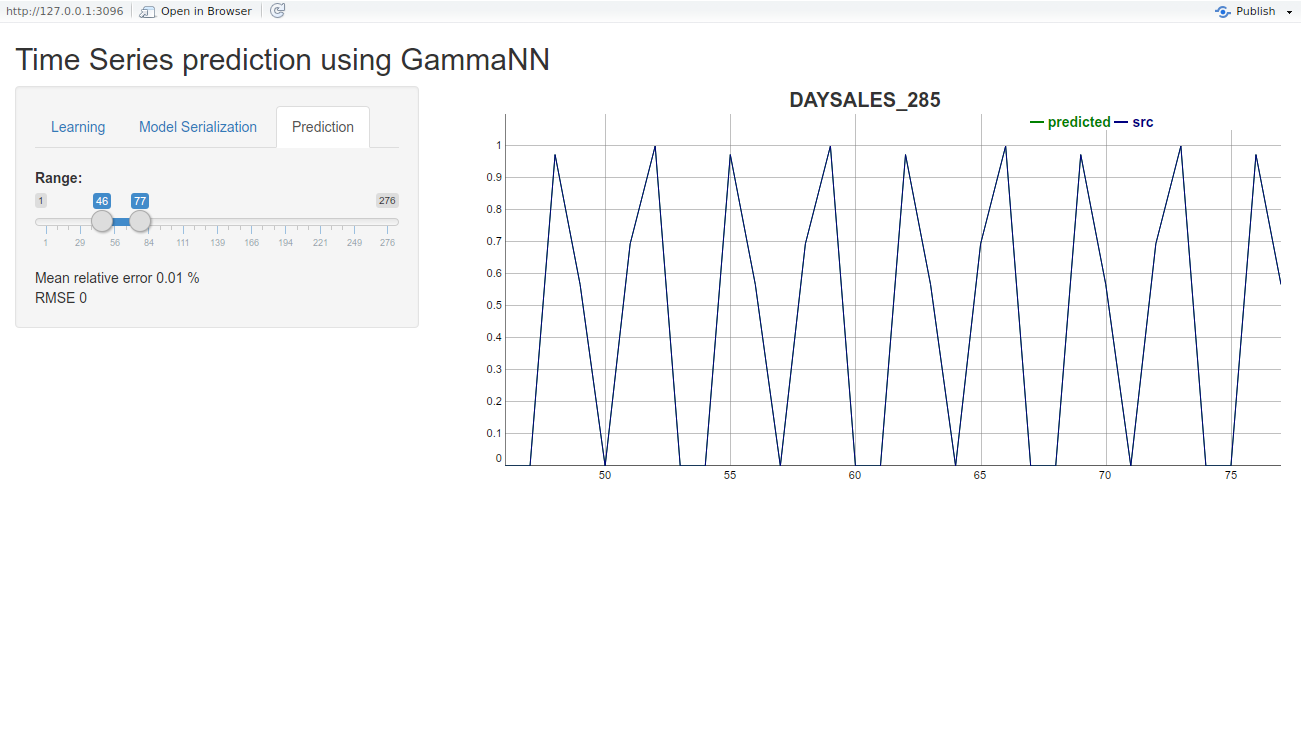 http://127.0.0.1:3096 Open in Browser Publish
Time Series prediction using GammaNN
Learning Model Serialization Prediction
Range:
1 46 77 276
1 29 56 84 111 139 166 194 221 249 276
Mean relative error 0.01 %
RMSE 0
DAYSALES_285
predicted src
1
0.9
0.8
0.7
0.6
0.5
0.4
0.3
0.2
0.1
0
50 55 60 65 70 75